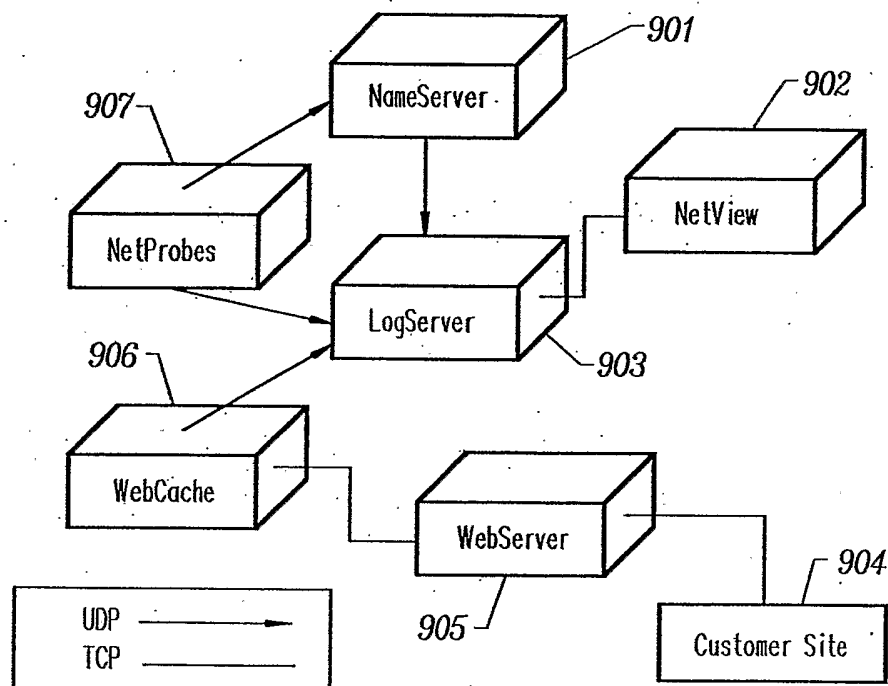 901
NameServer
902
907
NetView
NetProbes
LogServer
903
906
WebCache
WebServer
904
905
Customer Site
UDP
TCP